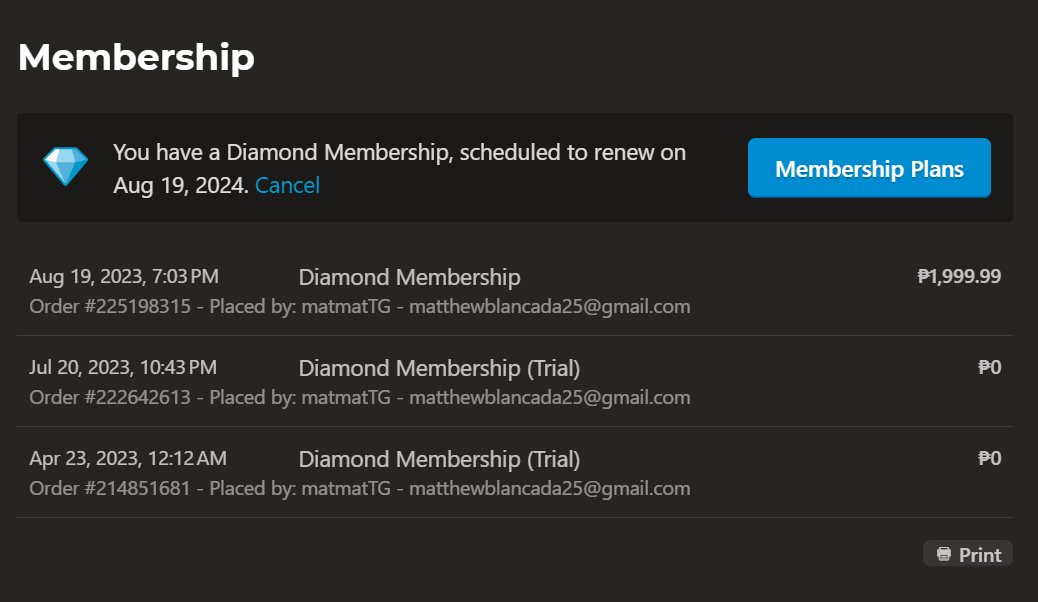 Membership
You have a Diamond Membership, scheduled to renew on
Aug 19, 2024. Cancel
Membership Plans
Aug 19, 2023, 7:03 PM Diamond Membership ₱1,999.99
Order #225198315 - Placed by: matmatTG - matthewblancada25@gmail.com
Jul 20, 2023, 10:43 PM Diamond Membership (Trial) ₱0
Order #222642613 - Placed by: matmatTG - matthewblancada25@gmail.com
Apr 23, 2023, 12:12 AM Diamond Membership (Trial) ₱0
Order #214851681 - Placed by: matmatTG - matthewblancada25@gmail.com
Print